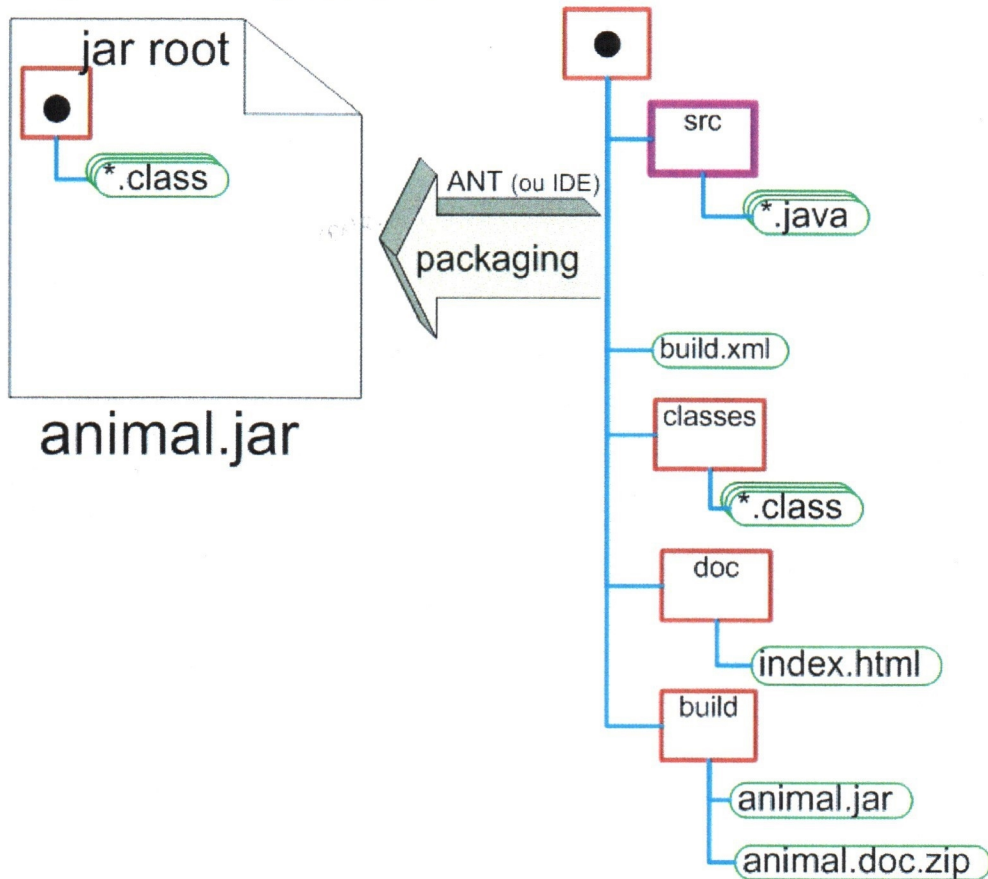 jar root
*.class
animal.jar
ANT (ou IDE)
packaging
src
*.java
build.xml
classes
*.class
doc
index.html
build
animal.jar
animal.doc.zip